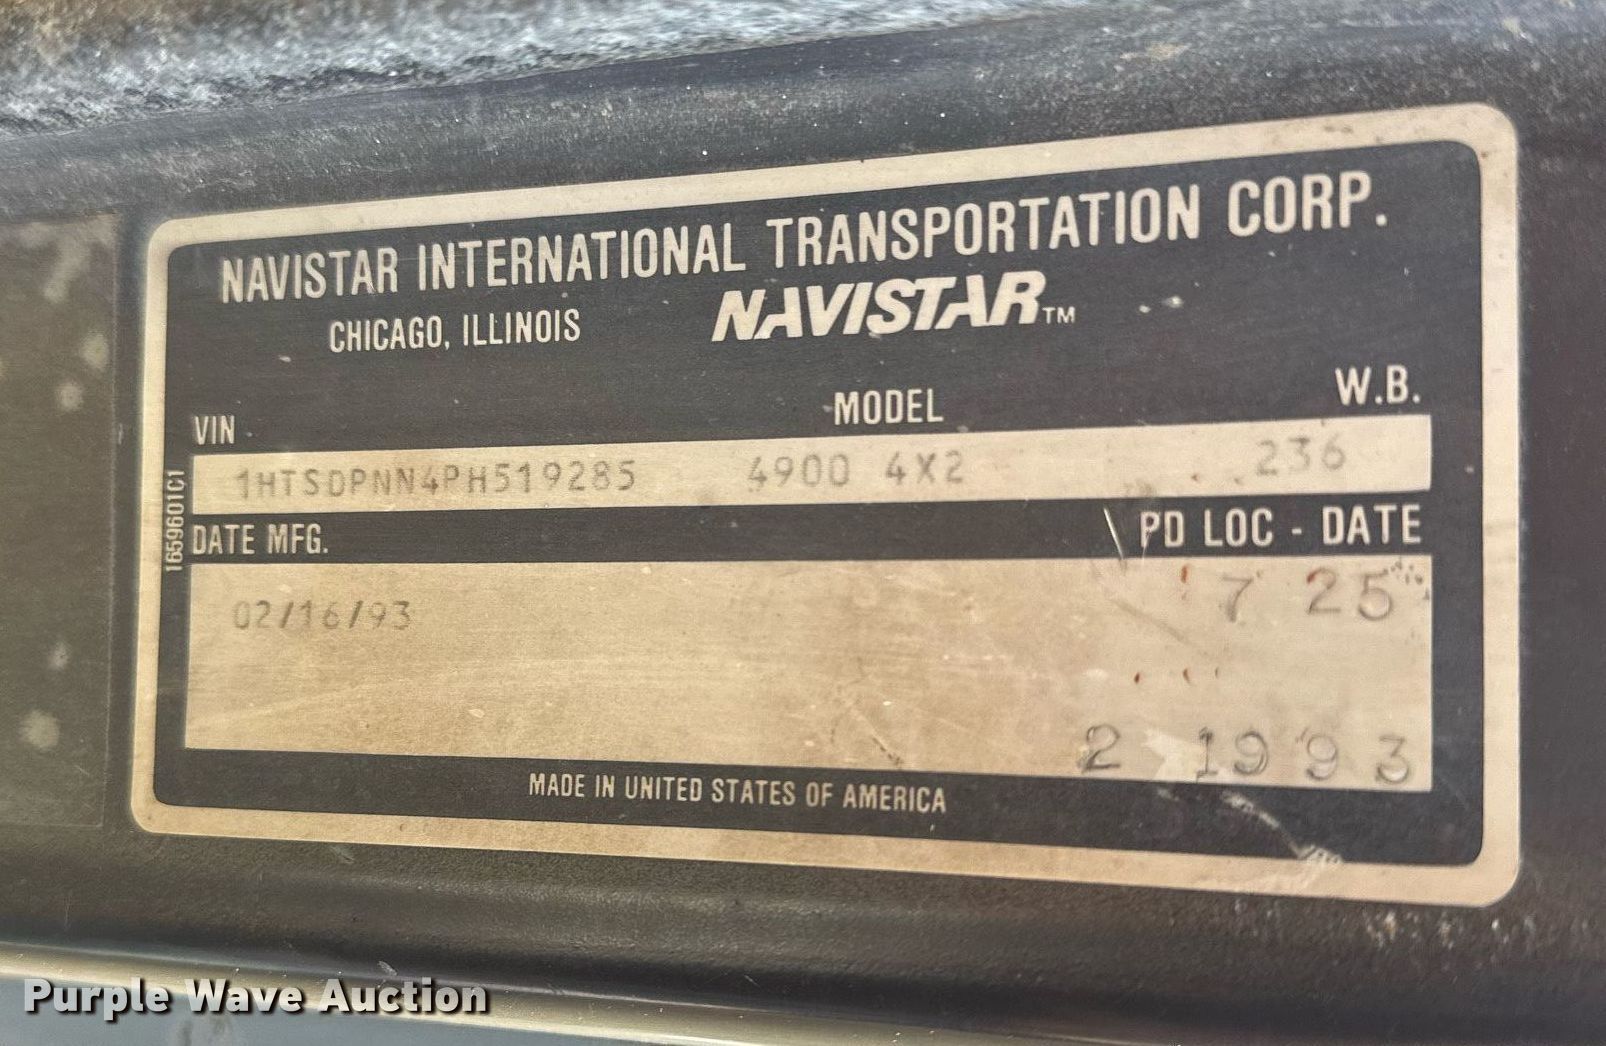 NAVISTAR INTERNATIONAL TRANSPORTATION CORP.
CHICAGO, ILLINOIS NAVISTAR™
VIN MODEL W.B.
1HTSDPNN4PH519285 4900 4X2 236
1659601C1
DATE MFG. PD LOC - DATE
02/16/93 7 25
2 1993
MADE IN UNITED STATES OF AMERICA
Purple Wave Auction